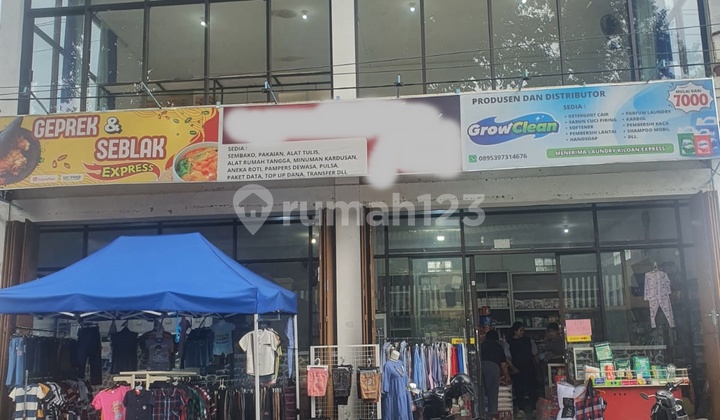 GEPREK &
SEBLAK
EXPRESS
SEDIA :
SEMBAKO, PAKAIAN, ALAT TULIS,
ALAT RUMAH TANGGA, MINUMAN KARDUSAN,
ANEKA ROTI, PAMPERS DEWASA, PULSA,
PAKET DATA, TOP UP DANA, TRANSFER DLL
PRODUSEN DAN DISTRIBUTOR
GrowClean
0895397314676
SEDIA :
• DETERGENT CAIR
• SABUN CUCI PIRING
• SOFTENER
• PEMBERSIH LANTAI
• HANDSOAP
• PARFUM LAUNDRY
• KARBOL
• PEMBERSIH KACA
• SHAMPOO MOBIL
• DLL.
MULAI DARI
7000
MENERIMA LAUNDRY KILOAN EXPRESS
rumah123